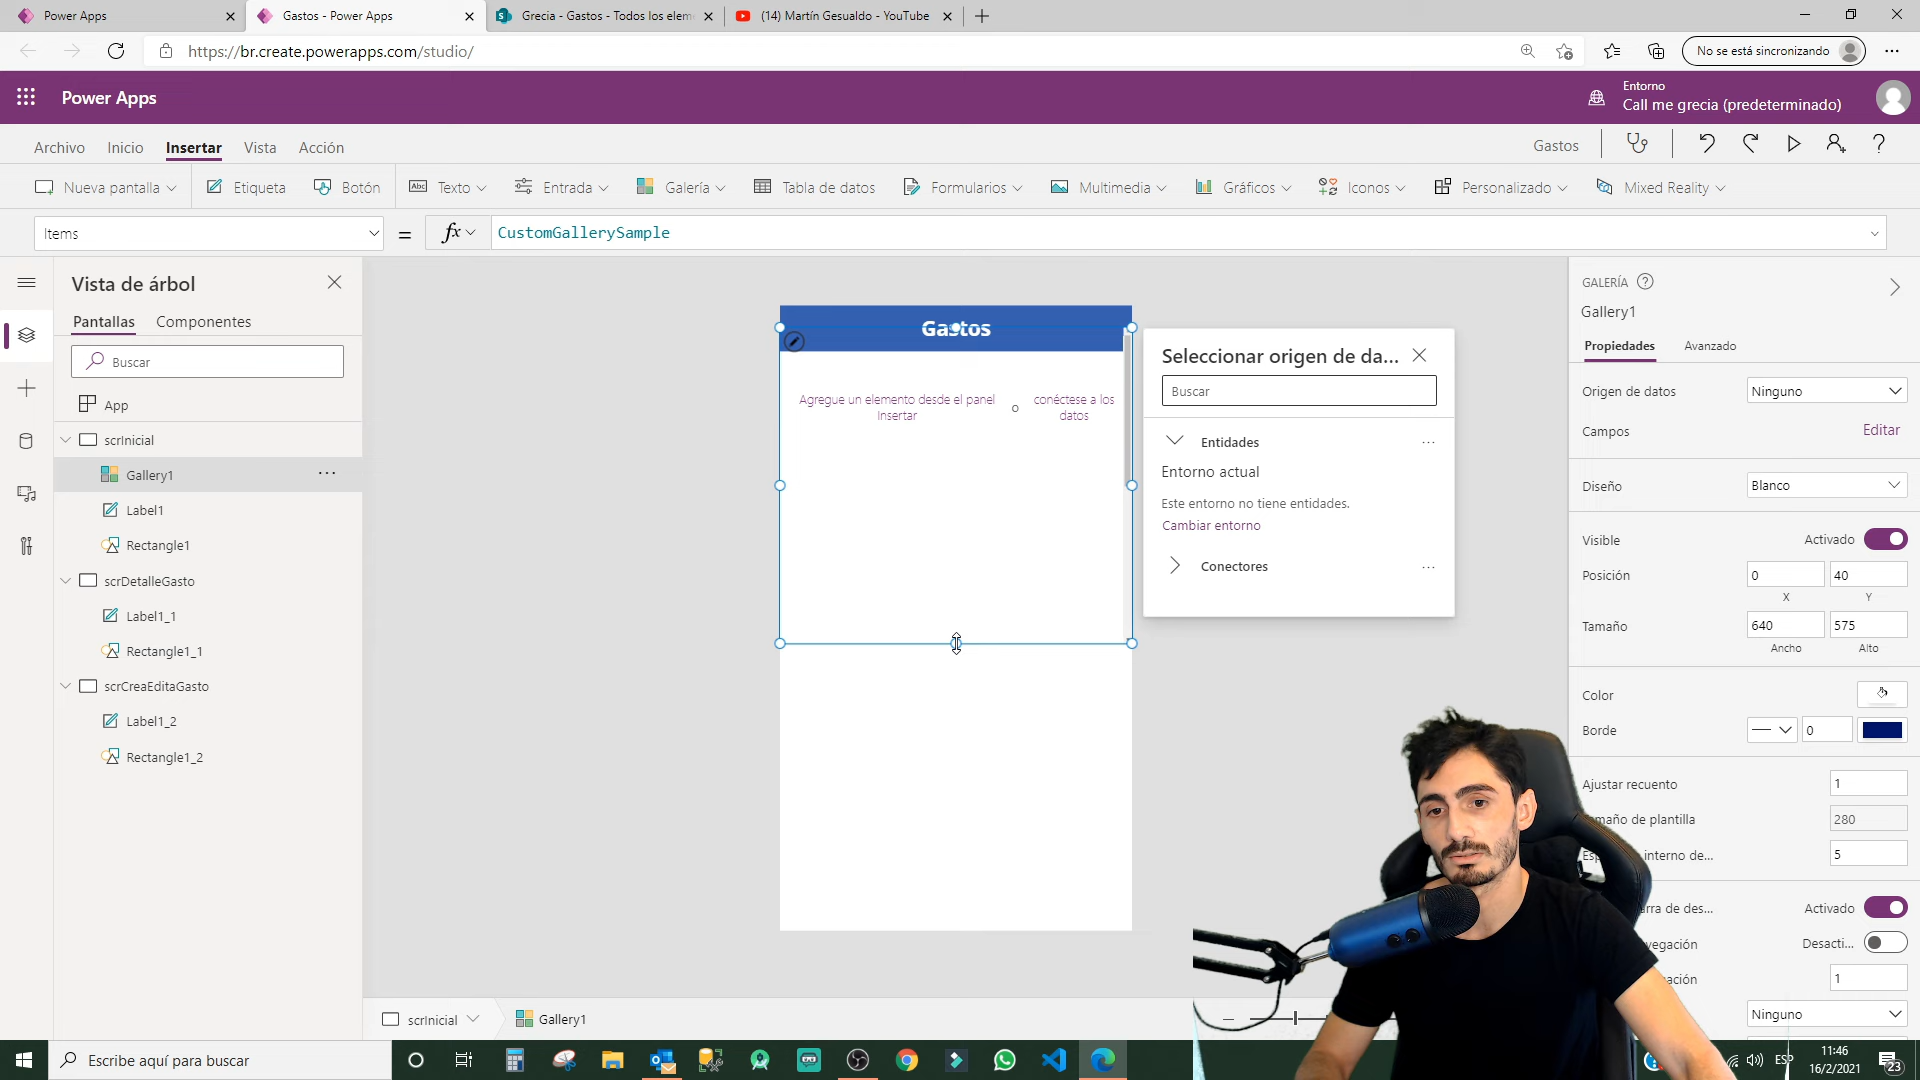 Power Apps
Gastos - Power Apps
Grecia - Gastos - Todos los elem
(14) Martín Gesualdo - YouTube
https://br.create.powerapps.com/studio/
No se está sincronizando
Power Apps
Entorno
Call me grecia (predeterminado)
Archivo
Inicio
Insertar
Vista
Acción
Gastos
Nueva pantalla
Etiqueta
Botón
Abc
Texto
Entrada
Galería
Tabla de datos
Formularios
Multimedia
Gráficos
Iconos
Personalizado
Mixed Reality
Items
=
fx
CustomGallerySample
Vista de árbol
Pantallas
Componentes
Buscar
App
scrInicial
Gallery1
Label1
Rectangle1
scrDetalleGasto
Label1_1
Rectangle1_1
scrCreaEditaGasto
Label1_2
Rectangle1_2
Gastos
Agregue un elemento desde el panel
Insertar
o
conéctese a los
datos
Seleccionar origen de da...
Buscar
Entidades
Entorno actual
Este entorno no tiene entidades.
Cambiar entorno
Conectores
GALERÍA
Gallery1
Propiedades
Avanzado
Origen de datos
Ninguno
Campos
Editar
Diseño
Blanco
Visible
Activado
Posición
0
40
X
Y
Tamaño
640
575
Ancho
Alto
Color
Borde
0
Ajustar recuento
1
maño de plantilla
280
interno de...
5
arra de des...
Activado
vegación
Desacti...
ación
1
Ninguno
scrInicial
Gallery1
Escribe aquí para buscar
ESP
11:46
16/2/2021
23